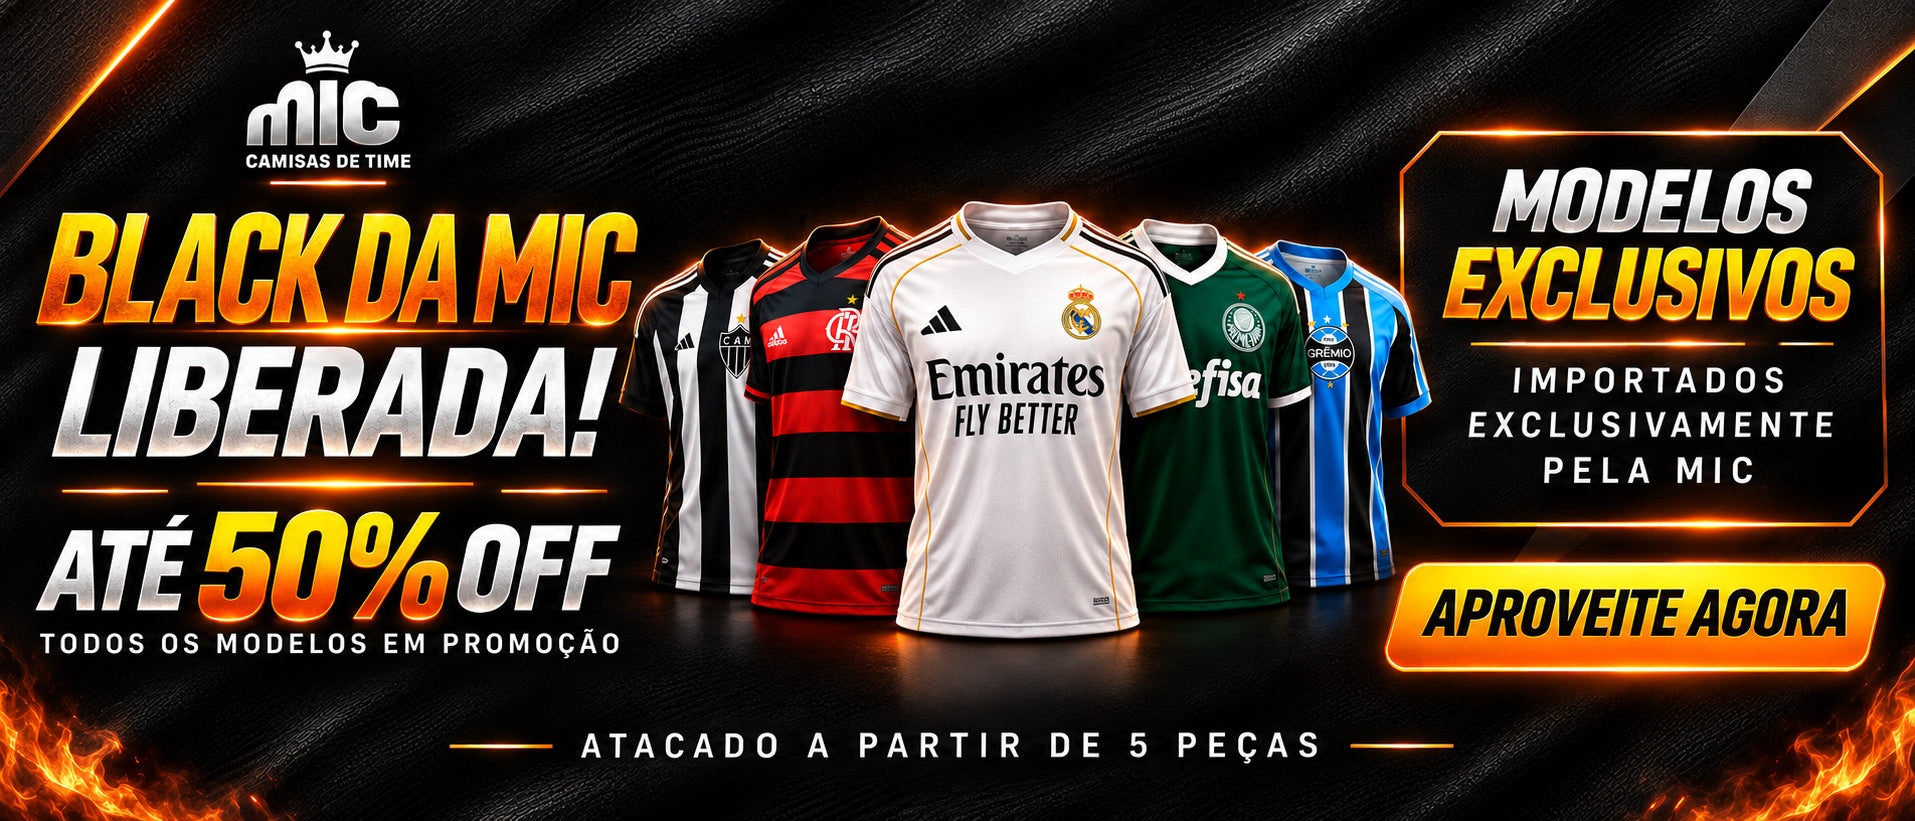 mic
CAMISAS DE TIME
BLACK DA MIC
LIBERADA!
ATÉ 50% OFF
TODOS OS MODELOS EM PROMOÇÃO
CAM
adidas
Emirates
FLY BETTER
efisa
GRÊMIO
MODELOS
EXCLUSIVOS
IMPORTADOS
EXCLUSIVAMENTE
PELA MIC
APROVEITE AGORA
ATACADO A PARTIR DE 5 PEÇAS